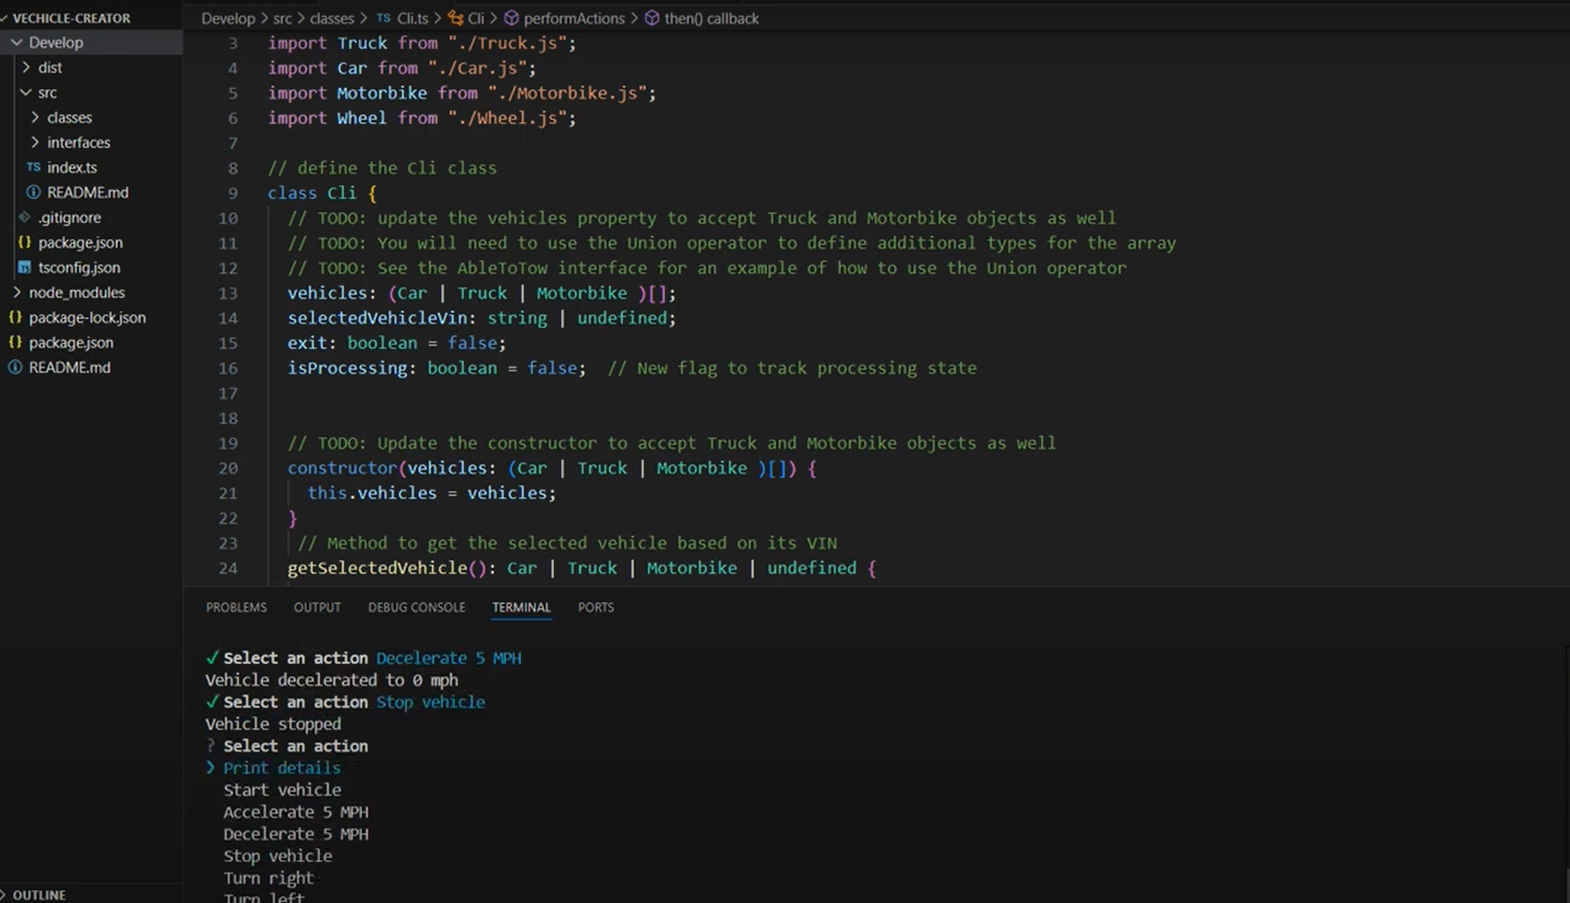 VECHICLE-CREATOR
Develop
dist
src
classes
interfaces
TS index.ts
README.md
.gitignore
{} package.json
tsconfig.json
node_modules
{} package-lock.json
{} package.json
README.md
OUTLINE
Develop > src > classes > TS Cli.ts > Cli > performActions > then() callback
3 import Truck from "./Truck.js";
4 import Car from "./Car.js";
5 import Motorbike from "./Motorbike.js";
6 import Wheel from "./Wheel.js";
7
8 // define the Cli class
9 class Cli {
10 // TODO: update the vehicles property to accept Truck and Motorbike objects as well
11 // TODO: You will need to use the Union operator to define additional types for the array
12 // TODO: See the AbleToTow interface for an example of how to use the Union operator
13 vehicles: (Car | Truck | Motorbike )[];
14 selectedVehicleVin: string | undefined;
15 exit: boolean = false;
16 isProcessing: boolean = false; // New flag to track processing state
17
18
19 // TODO: Update the constructor to accept Truck and Motorbike objects as well
20 constructor(vehicles: (Car | Truck | Motorbike )[]) {
21 this.vehicles = vehicles;
22 }
23 // Method to get the selected vehicle based on its VIN
24 getSelectedVehicle(): Car | Truck | Motorbike | undefined {
PROBLEMS OUTPUT DEBUG CONSOLE TERMINAL PORTS
✓ Select an action Decelerate 5 MPH
Vehicle decelerated to 0 mph
✓ Select an action Stop vehicle
Vehicle stopped
? Select an action
❯ Print details
Start vehicle
Accelerate 5 MPH
Decelerate 5 MPH
Stop vehicle
Turn right
Turn left